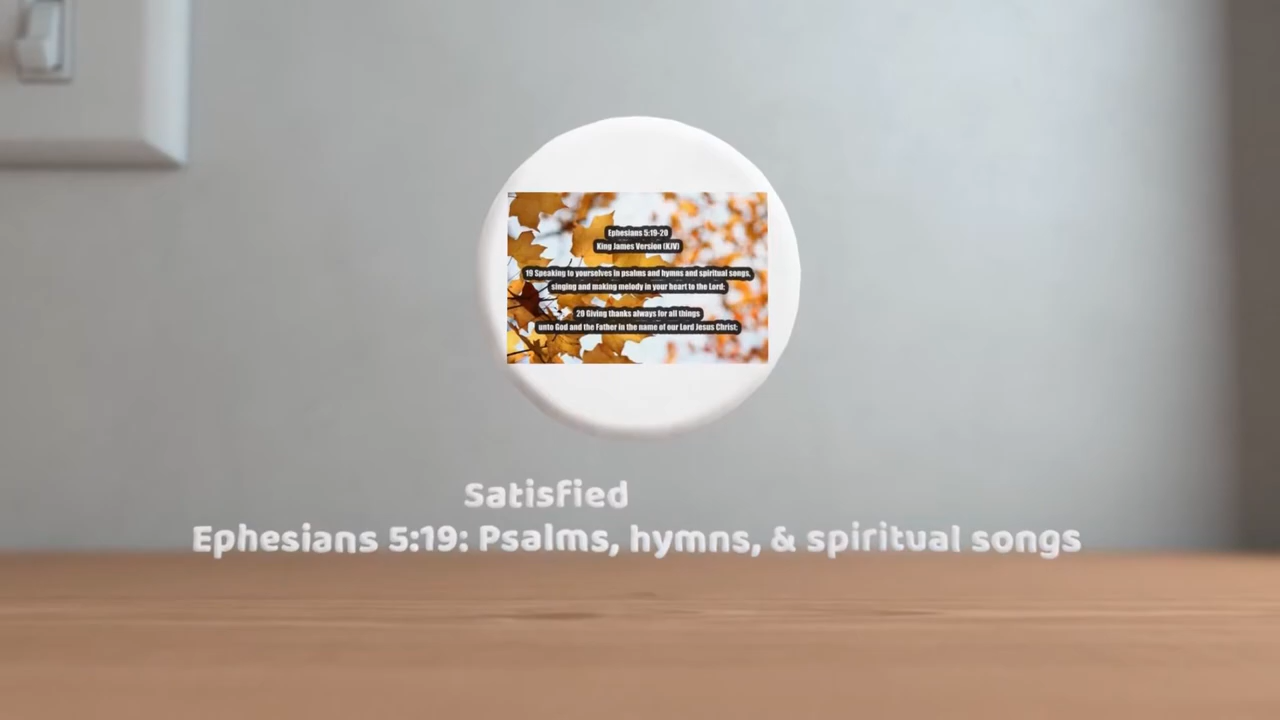 Ephesians 5:19-20
King James Version (KJV)
19 Speaking to yourselves in psalms and hymns and spiritual songs,
singing and making melody in your heart to the Lord;
20 Giving thanks always for all things
unto God and the Father in the name of our Lord Jesus Christ;
Satisfied
Ephesians 5:19: Psalms, hymns, & spiritual songs